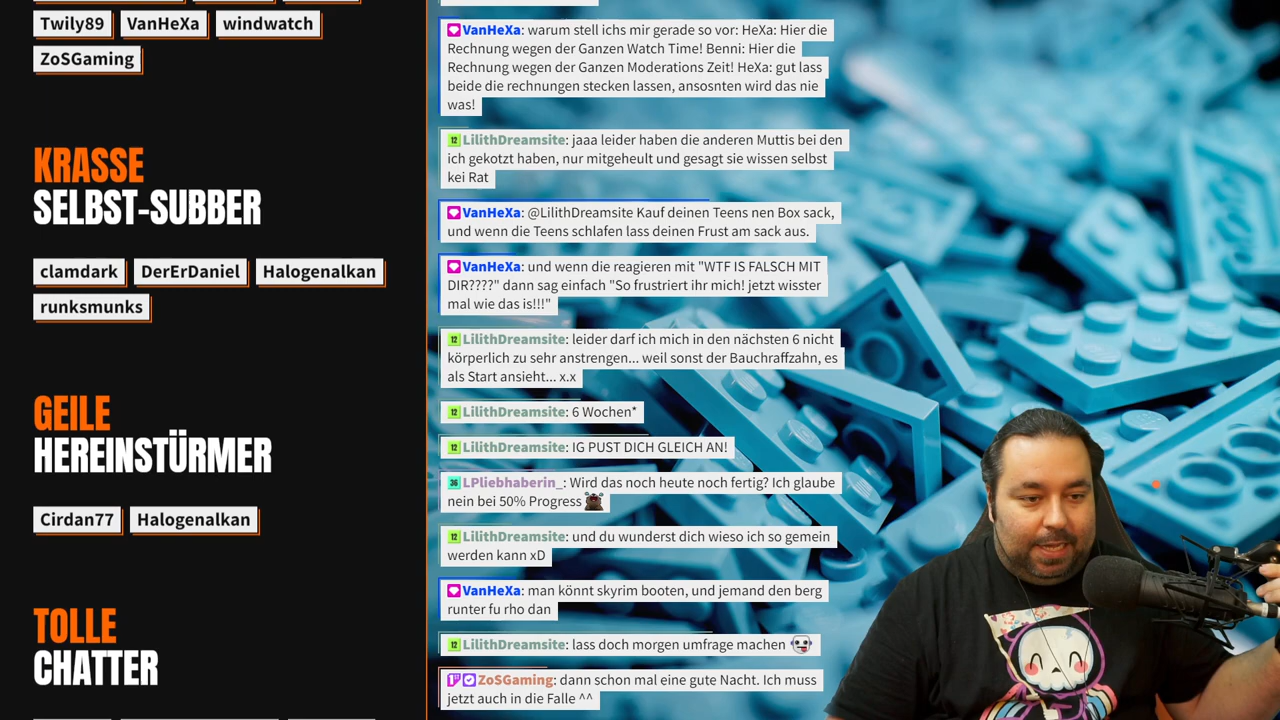 Twily89 VanHeXa windwatch
ZoSGaming
KRASSE
SELBST-SUBBER
clamdark DerErDaniel Halogenalkan
runksmunks
GEILE
HEREINSTÜRMER
Cirdan77 Halogenalkan
TOLLE
CHATTER
VanHeXa: warum stell ichs mir gerade so vor: HeXa: Hier die
Rechnung wegen der Ganzen Watch Time! Benni: Hier die
Rechnung wegen der Ganzen Moderations Zeit! HeXa: gut lass
beide die rechnungen stecken lassen, ansosnten wird das nie
was!
12 LilithDreamsite: jaaa leider haben die anderen Muttis bei den
ich gekotzt haben, nur mitgeheult und gesagt sie wissen selbst
kei Rat
VanHeXa: @LilithDreamsite Kauf deinen Teens nen Box sack,
und wenn die Teens schlafen lass deinen Frust am sack aus.
VanHeXa: und wenn die reagieren mit "WTF IS FALSCH MIT
DIR????" dann sag einfach "So frustriert ihr mich! jetzt wisster
mal wie das is!!!"
12 LilithDreamsite: leider darf ich mich in den nächsten 6 nicht
körperlich zu sehr anstrengen... weil sonst der Bauchraffzahn, es
als Start ansieht... x.x
12 LilithDreamsite: 6 Wochen*
12 LilithDreamsite: IG PUST DICH GLEICH AN!
36 LPliebhaberin_: Wird das noch heute noch fertig? Ich glaube
nein bei 50% Progress
12 LilithDreamsite: und du wunderst dich wieso ich so gemein
werden kann xD
VanHeXa: man könnt skyrim booten, und jemand den berg
runter fu rho dan
12 LilithDreamsite: lass doch morgen umfrage machen
ZoSGaming: dann schon mal eine gute Nacht. Ich muss
jetzt auch in die Falle ^^